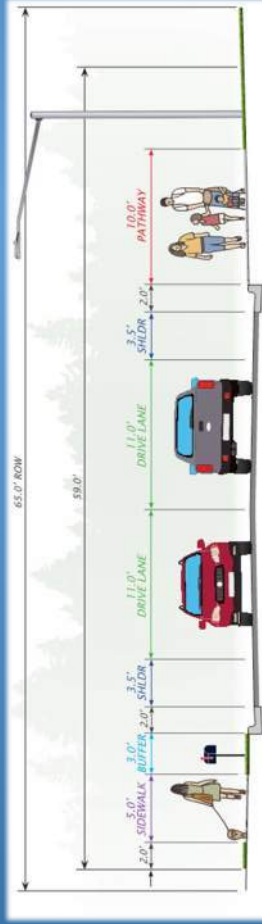 65.0' ROW
59.0'
2.0'
5.0'
SIDEWALK
3.0'
BUFFER
2.0'
3.5'
SHLDR
11.0'
DRIVE LANE
11.0'
DRIVE LANE
3.5'
SHLDR
2.0'
10.0'
PATHWAY